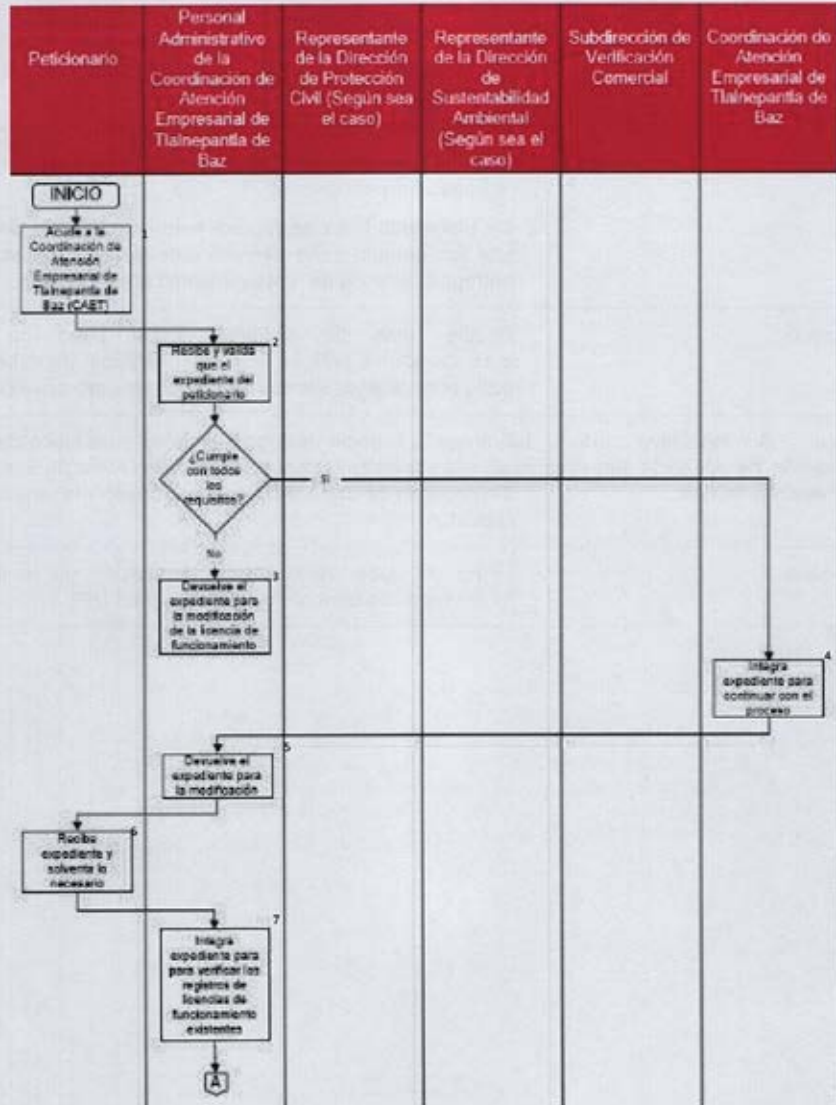 Peticionario
Personal
Administrativo
de la
Coordinación de
Atención
Empresarial de
Tlalnepantla de
Baz
Representante
de la Dirección
de Protección
Civil (Según sea
el caso)
Representante
de la Dirección
de
Sustentabilidad
Ambiental
(Según sea el
caso)
Subdirección de
Verificación
Comercial
Coordinación de
Atención
Empresarial de
Tlalnepantla de
Baz
INICIO
1
Acude a la
Coordinación de
Atención
Empresarial de
Tlalnepantla de
Baz (CAET)
2
Recibe y valida
que el
expediente del
peticionario
¿Cumple
con todos
los
requisitos?
Si
No
3
Devuelve el
expediente para
la modificación
de la licencia de
funcionamiento
4
Integra
expediente para
continuar con el
proceso
5
Devuelve el
expediente para
la modificación
6
Recibe
expediente y
solventa lo
necesario
7
Integra
expediente para
para verificar los
registros de
licencias de
funcionamiento
existentes
A